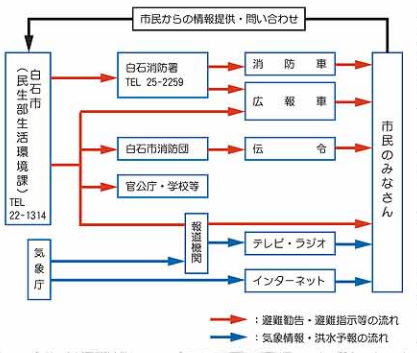 市民からの情報提供・問い合わせ
白石市
(民生部生活環境課)
TEL
22-1314
白石消防署
TEL 25-2259
消防車
広報車
白石市消防団
伝令
官公庁・学校等
市民のみなさん
報道機関
テレビ・ラジオ
気象庁
インターネット
:避難勧告・避難指示等の流れ
:気象情報・洪水予報の流れ